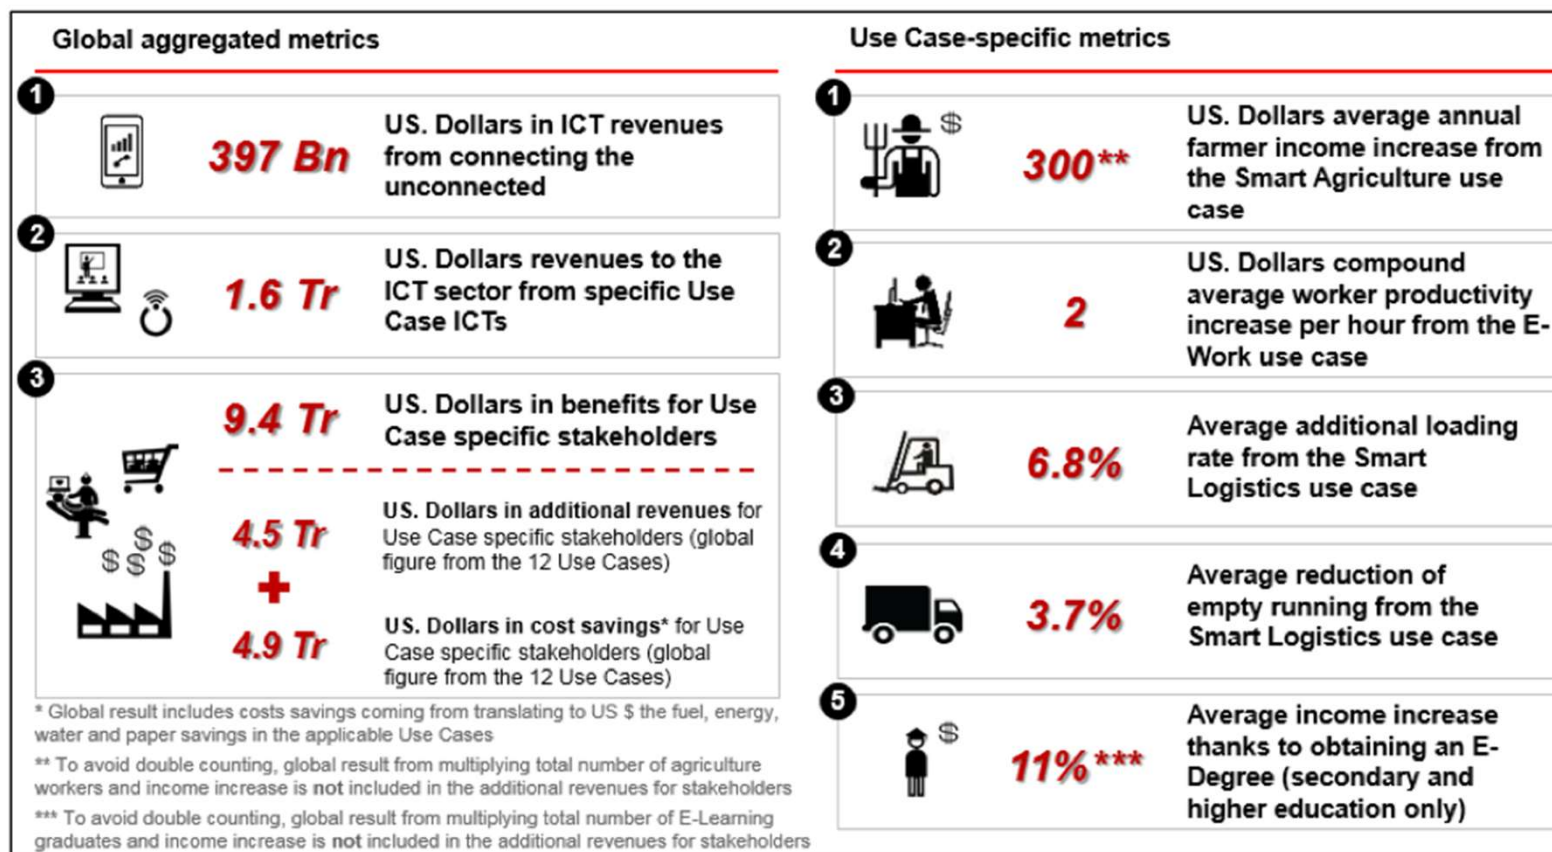 Global aggregated metrics
1
397 Bn
US. Dollars in ICT revenues
from connecting the
unconnected
2
1.6 Tr
US. Dollars revenues to the
ICT sector from specific Use
Case ICTs
3
9.4 Tr
US. Dollars in benefits for Use
Case specific stakeholders
4.5 Tr
US. Dollars in additional revenues for
Use Case specific stakeholders (global
figure from the 12 Use Cases)
+
4.9 Tr
US. Dollars in cost savings* for Use
Case specific stakeholders (global
figure from the 12 Use Cases)
$ $ $ $
* Global result includes costs savings coming from translating to US $ the fuel, energy,
water and paper savings in the applicable Use Cases
** To avoid double counting, global result from multiplying total number of agriculture
workers and income increase is not included in the additional revenues for stakeholders
*** To avoid double counting, global result from multiplying total number of E-Learning
graduates and income increase is not included in the additional revenues for stakeholders
Use Case-specific metrics
1
$
300**
US. Dollars average annual
farmer income increase from
the Smart Agriculture use
case
2
2
US. Dollars compound
average worker productivity
increase per hour from the E-
Work use case
3
6.8%
Average additional loading
rate from the Smart
Logistics use case
4
3.7%
Average reduction of
empty running from the
Smart Logistics use case
5
$
11%***
Average income increase
thanks to obtaining an E-
Degree (secondary and
higher education only)